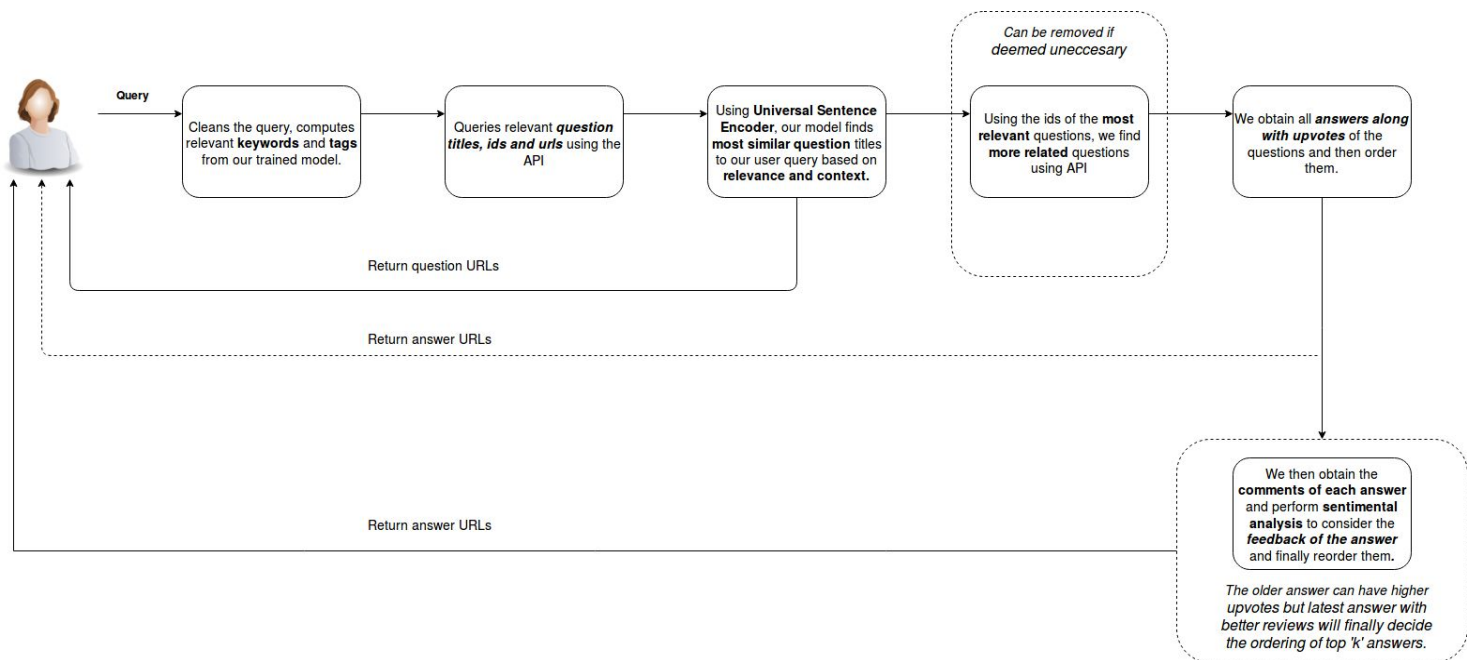 Query
Cleans the query, computes
relevant keywords and tags
from our trained model.
Queries relevant question
titles, ids and urls using the
API
Using Universal Sentence
Encoder, our model finds
most similar question titles
to our user query based on
relevance and context.
Can be removed if
deemed uneccesary
Using the ids of the most
relevant questions, we find
more related questions
using API
We obtain all answers along
with upvotes of the
questions and then order
them.
Return question URLs
Return answer URLs
Return answer URLs
We then obtain the
comments of each answer
and perform sentimental
analysis to consider the
feedback of the answer
and finally reorder them.
The older answer can have higher
upvotes but latest answer with
better reviews will finally decide
the ordering of top 'k' answers.